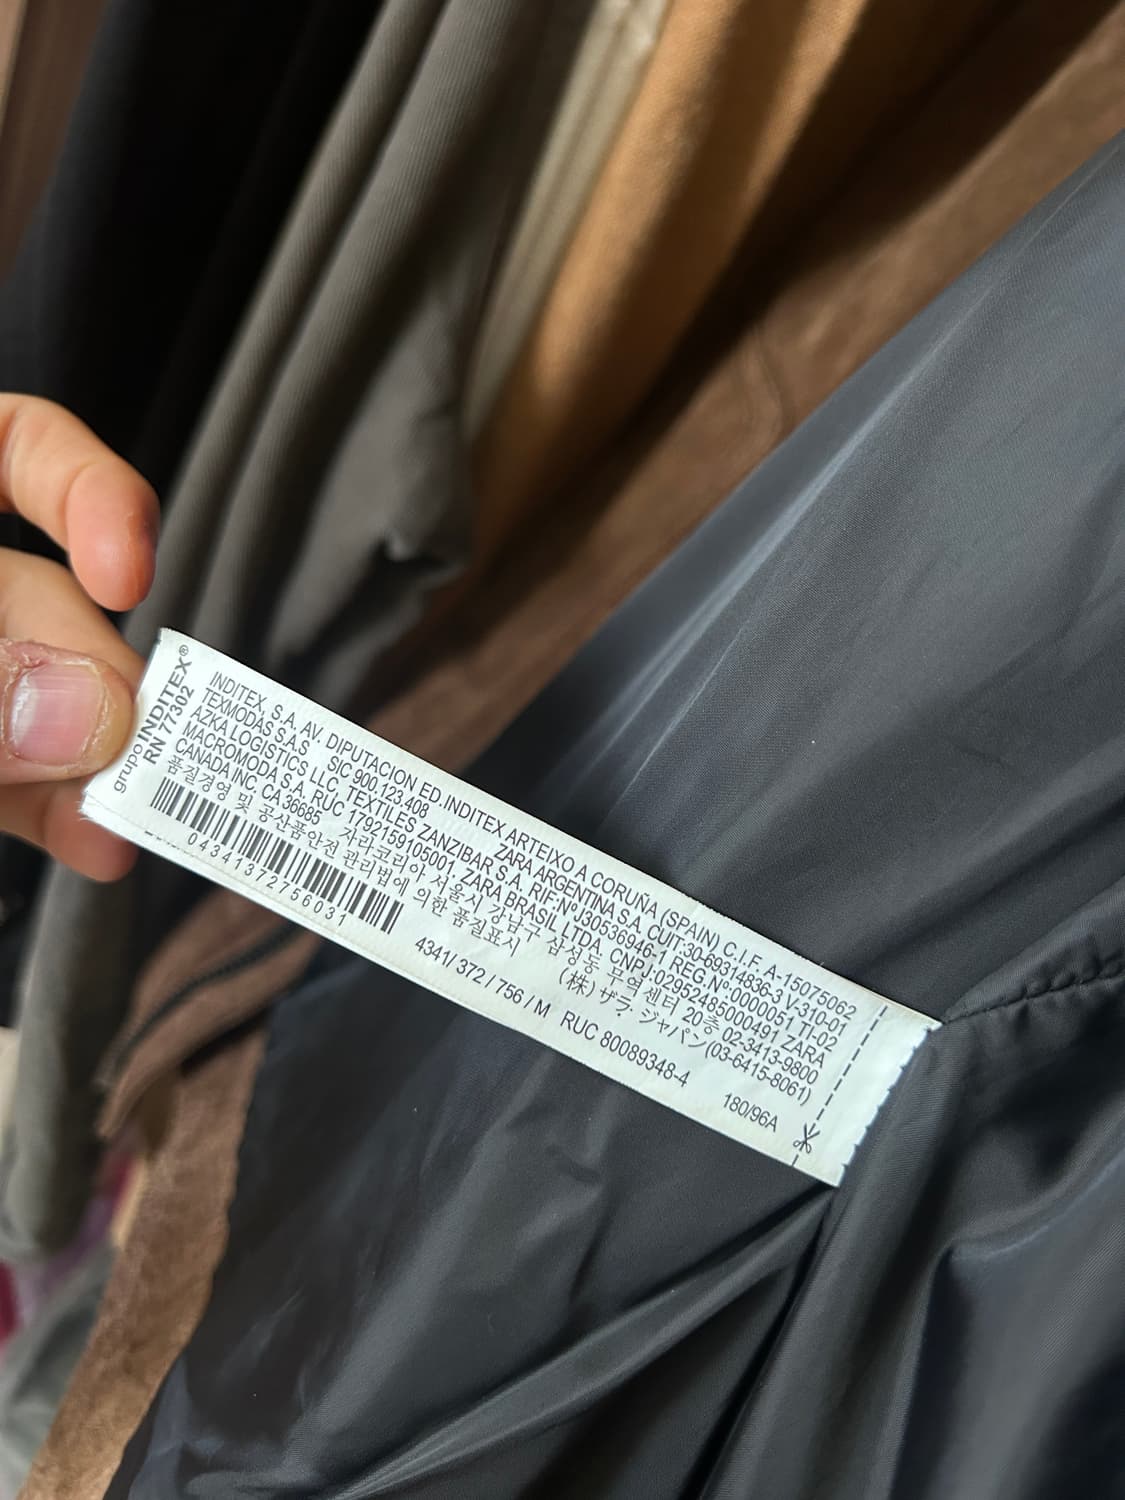 grupo INDITEX®
RN 77302
INDITEX, S.A. AV. DIPUTACION ED.INDITEX ARTEIXO A CORUÑA (SPAIN) C.I.F. A-15075062
TEXMODAS S.A.S. SIC 900,123,408 ZARA ARGENTINA S.A. CUIT:30-69314836-3 V-310-01
AZKA LOGISTICS LLC, TEXTILES ZANZIBAR S.A. RIF:NºJ30536946-1 REG.Nº:0000051 TI-02
MACROMODA S.A. RUC 1792159105001, ZARA BRASIL LTDA. CNPJ:02952485000491 ZARA
CANADA INC, CA 36685 자라코리아 서울시 강남구 삼성동 무역센터 20층 02-3413-9800
품질경영 및 공산품안전 관리법에 의한 품질표시 (株) ザラ・ジャパン(03-6415-8061)
04341372756031
4341/ 372 / 756 / M RUC 80089348-4
180/96A